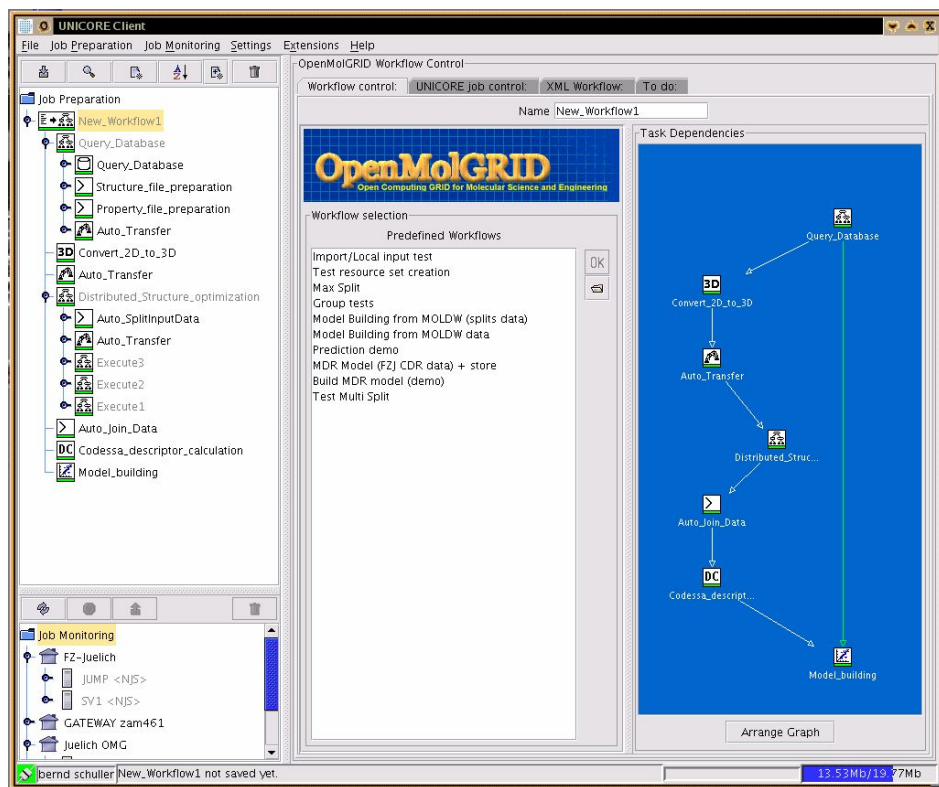 UNICORE Client
File Job Preparation Job Monitoring Settings Extensions Help
Job Preparation
New_Workflow1
Query_Database
Query_Database
Structure_file_preparation
Property_file_preparation
Auto_Transfer
3D Convert_2D_to_3D
Auto_Transfer
Distributed_Structure_optimization
Auto_SplitInputData
Auto_Transfer
Execute3
Execute2
Execute1
Auto_Join_Data
DC Codessa_descriptor_calculation
Model_building
Job Monitoring
FZ-Juelich
JUMP <NJS>
SV1 <NJS>
GATEWAY zam461
Juelich OMG
OpenMolGRID Workflow Control
Workflow control: UNICORE job control: XML Workflow: To do:
Name New_Workflow1
OpenMolGRID
Open Computing GRID for Molecular Science and Engineering
Workflow selection
Predefined Workflows
Import/Local input test
Test resource set creation
Max Split
Group tests
Model Building from MOLDW (splits data)
Model Building from MOLDW data
Prediction demo
MDR Model (FZJ CDR data) + store
Build MDR model (demo)
Test Multi Split
OK
Task Dependencies
Query_Database
3D
Convert_2D_to_3D
Auto_Transfer
Distributed_Struc...
Auto_Join_Data
DC
Codessa_descript...
Model_building
Arrange Graph
bernd schuller New_Workflow1 not saved yet.
13.53Mb/19.77Mb